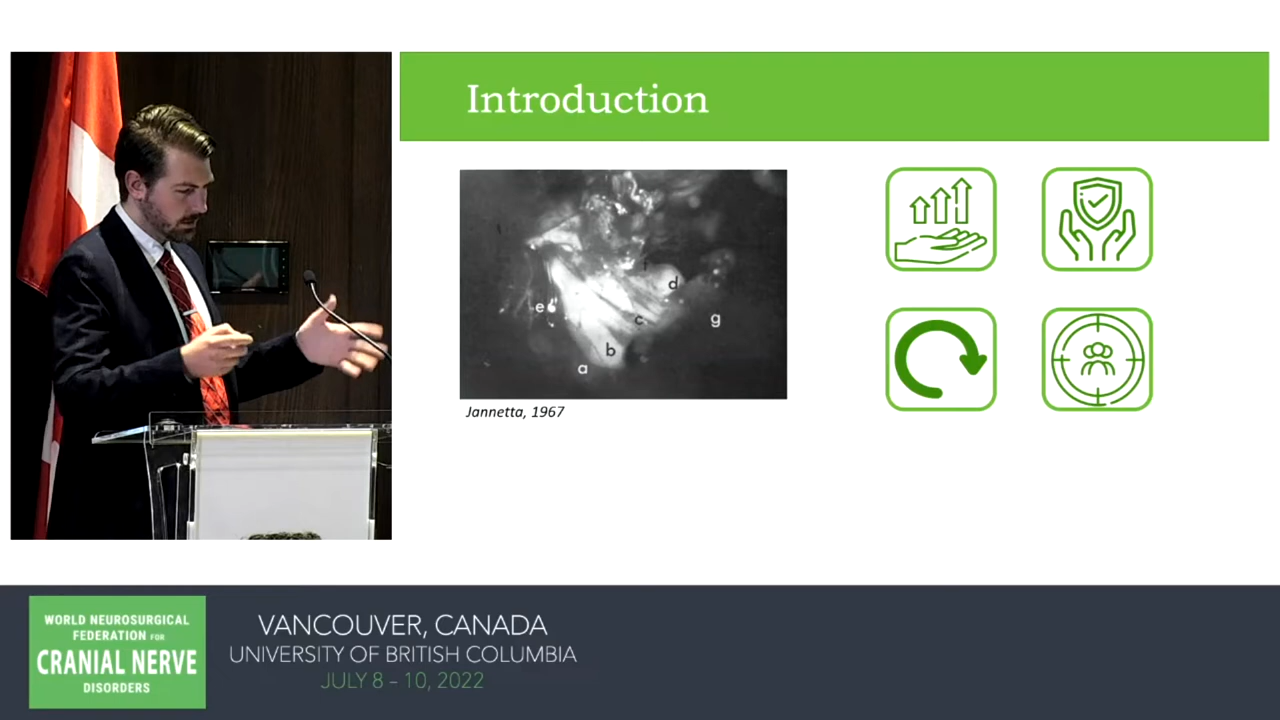 Introduction
a
b
c
d
e
f
g
Jannetta, 1967
WORLD NEUROSURGICAL
FEDERATION FOR
CRANIAL NERVE
DISORDERS
VANCOUVER, CANADA
UNIVERSITY OF BRITISH COLUMBIA
JULY 8 – 10, 2022